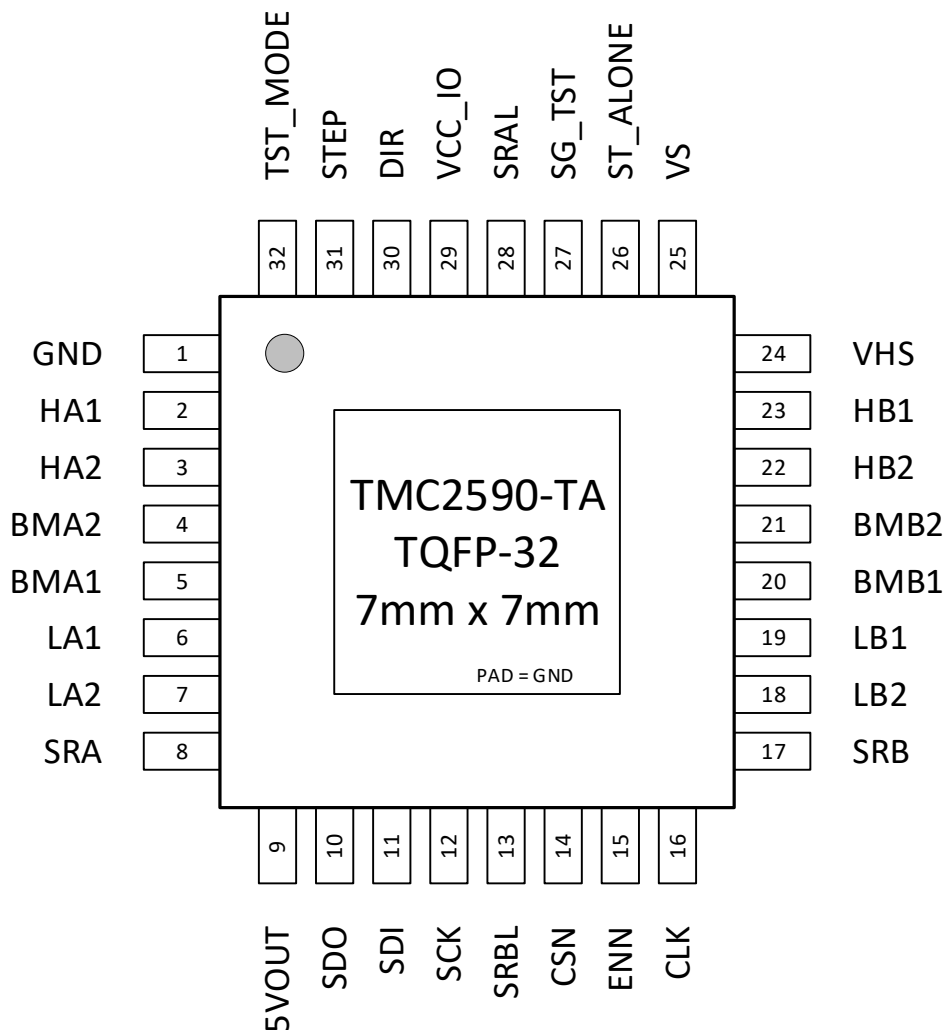 TST_MODE
STEP
DIR
VCC_IO
SRAL
SG_TST
ST_ALONE
VS
32
31
30
29
28
27
26
25
GND 1
HA1 2
HA2 3
BMA2 4
BMA1 5
LA1 6
LA2 7
SRA 8
TMC2590-TA
TQFP-32
7mm x 7mm
PAD = GND
24 VHS
23 HB1
22 HB2
21 BMB2
20 BMB1
19 LB1
18 LB2
17 SRB
9
10
11
12
13
14
15
16
5VOUT
SDO
SDI
SCK
SRBL
CSN
ENN
CLK